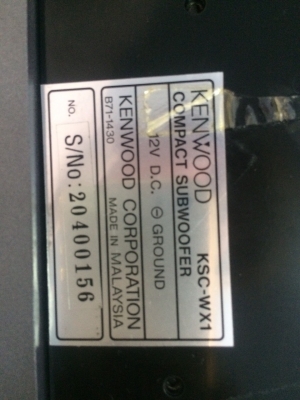 KENWOOD KSC-WX1
COMPACT SUBWOOFER
12V D.C. ⊖ GROUND
KENWOOD CORPORATION
B71-1430 MADE IN MALAYSIA
NO. S/No:20400156